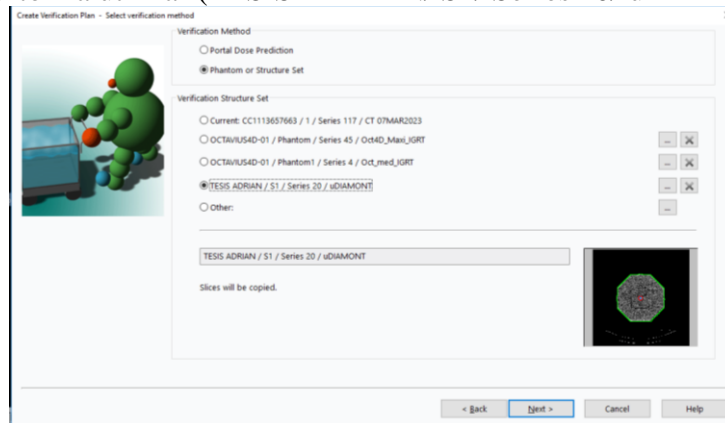 Create Verification Plan - Select verification method
Verification Method
Portal Dose Prediction
Phantom or Structure Set
Verification Structure Set
Current: CC1113657663 / 1 / Series 117 / CT 07MAR2023
OCTAVIUS4D-01 / Phantom / Series 45 / Oct4D_Maxi_IGRT
... 
OCTAVIUS4D-01 / Phantom1 / Series 4 / Oct_med_IGRT
...
TESIS ADRIAN / S1 / Series 20 / uDIAMONT
...
Other:
...
TESIS ADRIAN / S1 / Series 20 / uDIAMONT
Slices will be copied.
< Back Next > Cancel Help